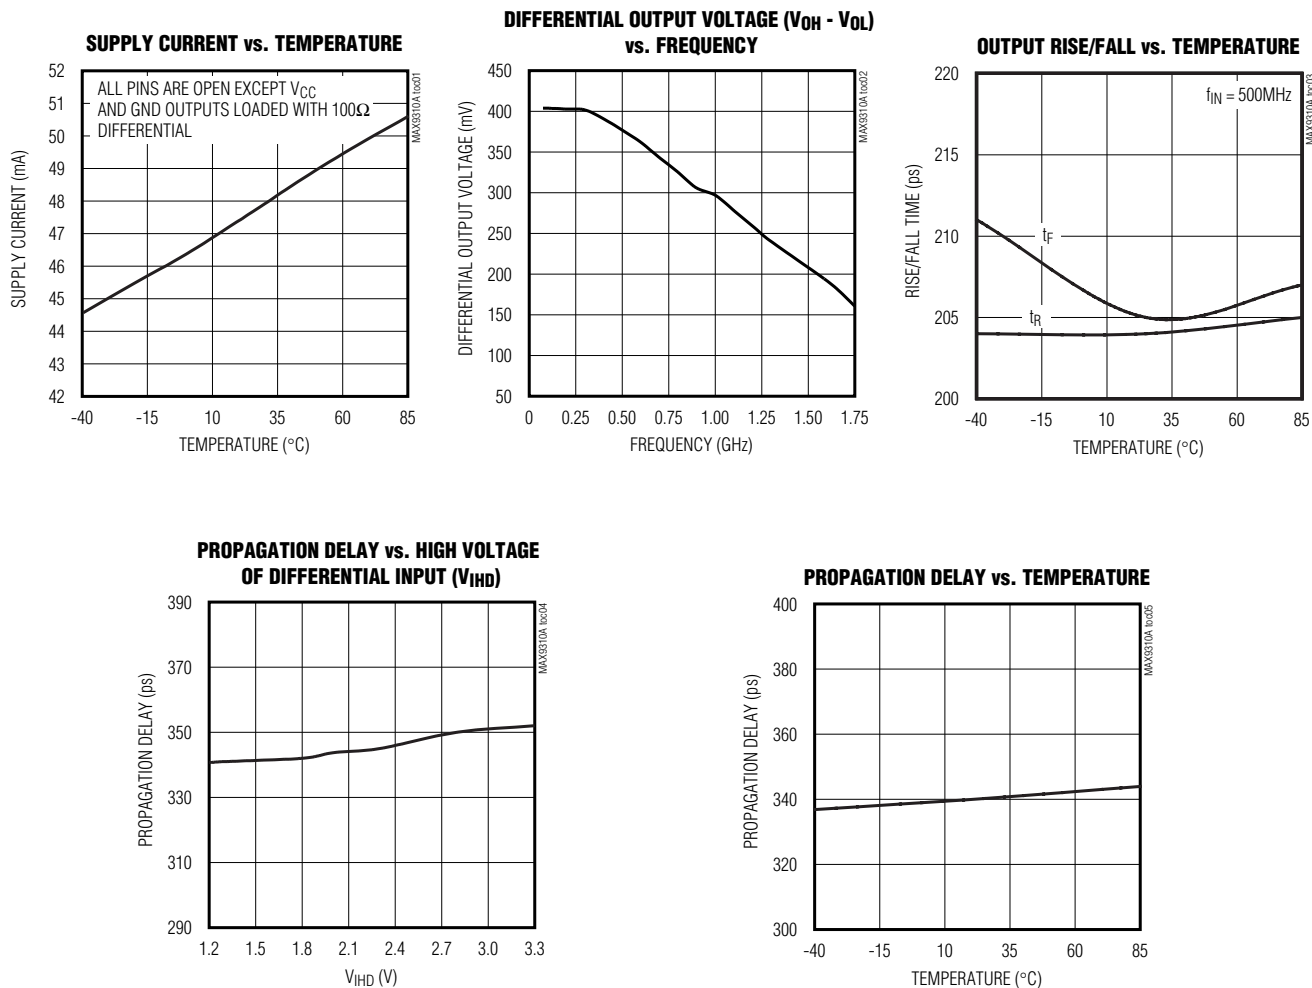 SUPPLY CURRENT vs. TEMPERATURE
ALL PINS ARE OPEN EXCEPT VCC
AND GND OUTPUTS LOADED WITH 100Ω
DIFFERENTIAL
MAX9310A toc01
SUPPLY CURRENT (mA)
52
51
50
49
48
47
46
45
44
43
42
-40 -15 10 35 60 85
TEMPERATURE (°C)
DIFFERENTIAL OUTPUT VOLTAGE (VOH - VOL)
vs. FREQUENCY
MAX9310A toc02
DIFFERENTIAL OUTPUT VOLTAGE (mV)
450
400
350
300
250
200
150
100
50
0 0.25 0.50 0.75 1.00 1.25 1.50 1.75
FREQUENCY (GHz)
OUTPUT RISE/FALL vs. TEMPERATURE
fIN = 500MHz
MAX9310A toc03
RISE/FALL TIME (ps)
220
215
210
205
200
tF
tR
-40 -15 10 35 60 85
TEMPERATURE (°C)
PROPAGATION DELAY vs. HIGH VOLTAGE
OF DIFFERENTIAL INPUT (VIHD)
MAX9310A toc04
PROPAGATION DELAY (ps)
390
370
350
330
310
290
1.2 1.5 1.8 2.1 2.4 2.7 3.0 3.3
VIHD (V)
PROPAGATION DELAY vs. TEMPERATURE
MAX9310A toc05
PROPAGATION DELAY (ps)
400
380
360
340
320
300
-40 -15 10 35 60 85
TEMPERATURE (°C)